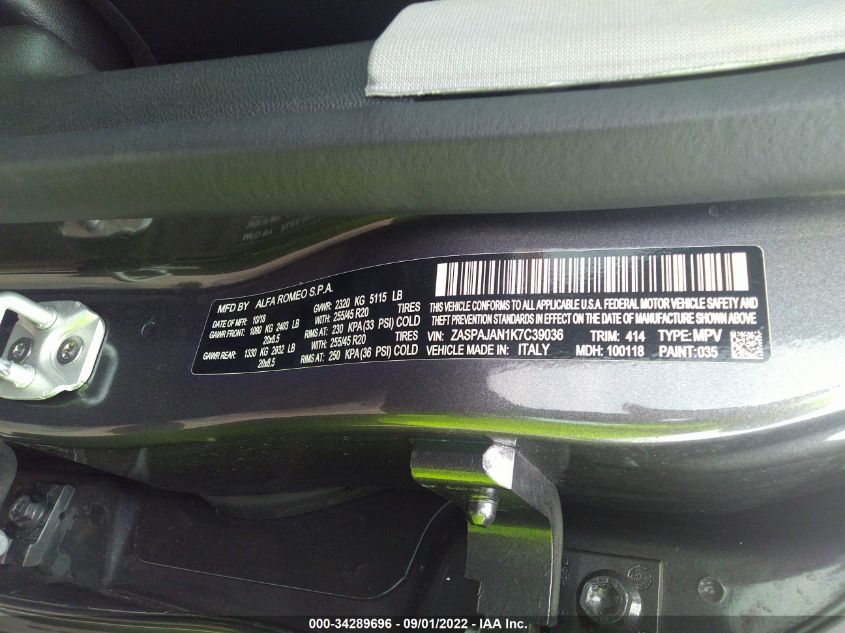 MFD BY ALFA ROMEO S.P.A.
DATE OF MFR: 10/18 GVWR: 2320 KG 5115 LB
GAWR FRONT: 1090 KG 2403 LB WITH: 255/45 R20 TIRES
20x8.5 RIMS AT: 230 KPA(33 PSI) COLD
GAWR REAR: 1330 KG 2932 LB WITH: 255/45 R20 TIRES
20x8.5 RIMS AT: 250 KPA(36 PSI) COLD
THIS VEHICLE CONFORMS TO ALL APPLICABLE U.S.A. FEDERAL MOTOR VEHICLE SAFETY AND
THEFT PREVENTION STANDARDS IN EFFECT ON THE DATE OF MANUFACTURE SHOWN ABOVE.
VIN: ZASPAJAN1K7C39036 TRIM: 414 TYPE: MPV
VEHICLE MADE IN: ITALY MDH: 100118 PAINT: 035
000-34289696 - 09/01/2022 - IAAI Inc.